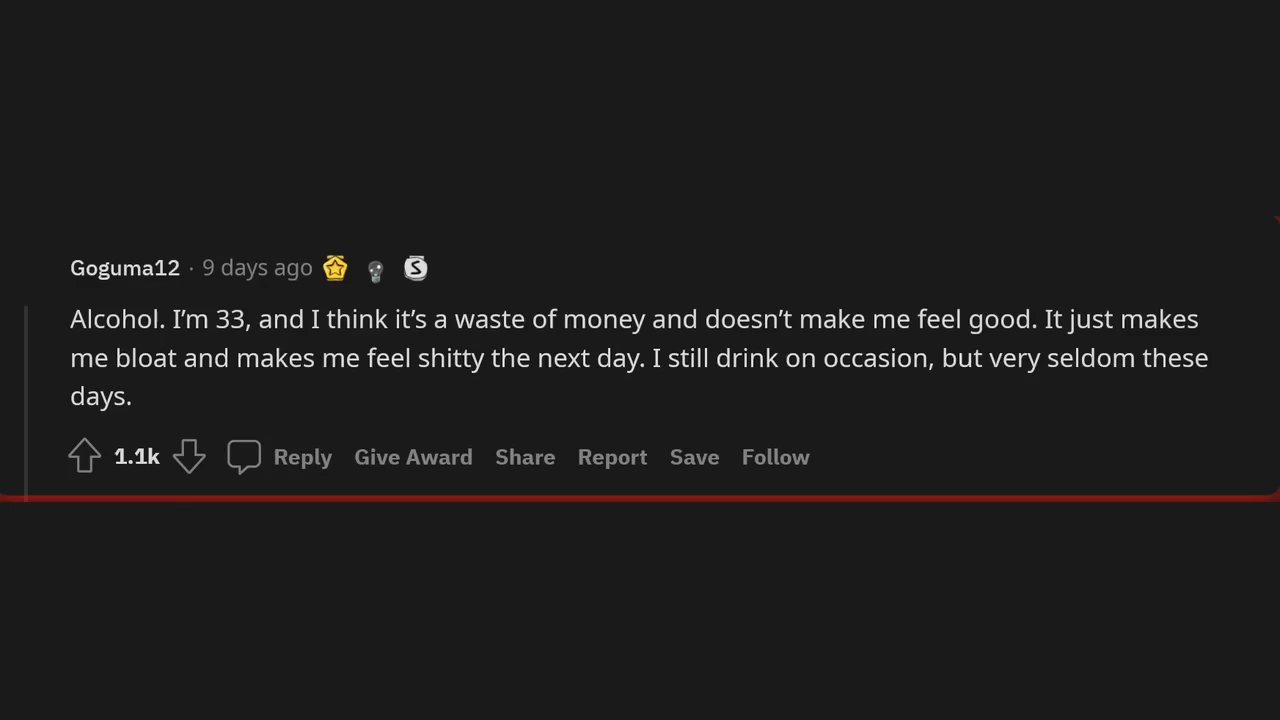 Goguma12 · 9 days ago
Alcohol. I’m 33, and I think it’s a waste of money and doesn’t make me feel good. It just makes
me bloat and makes me feel shitty the next day. I still drink on occasion, but very seldom these
days.
1.1k Reply Give Award Share Report Save Follow